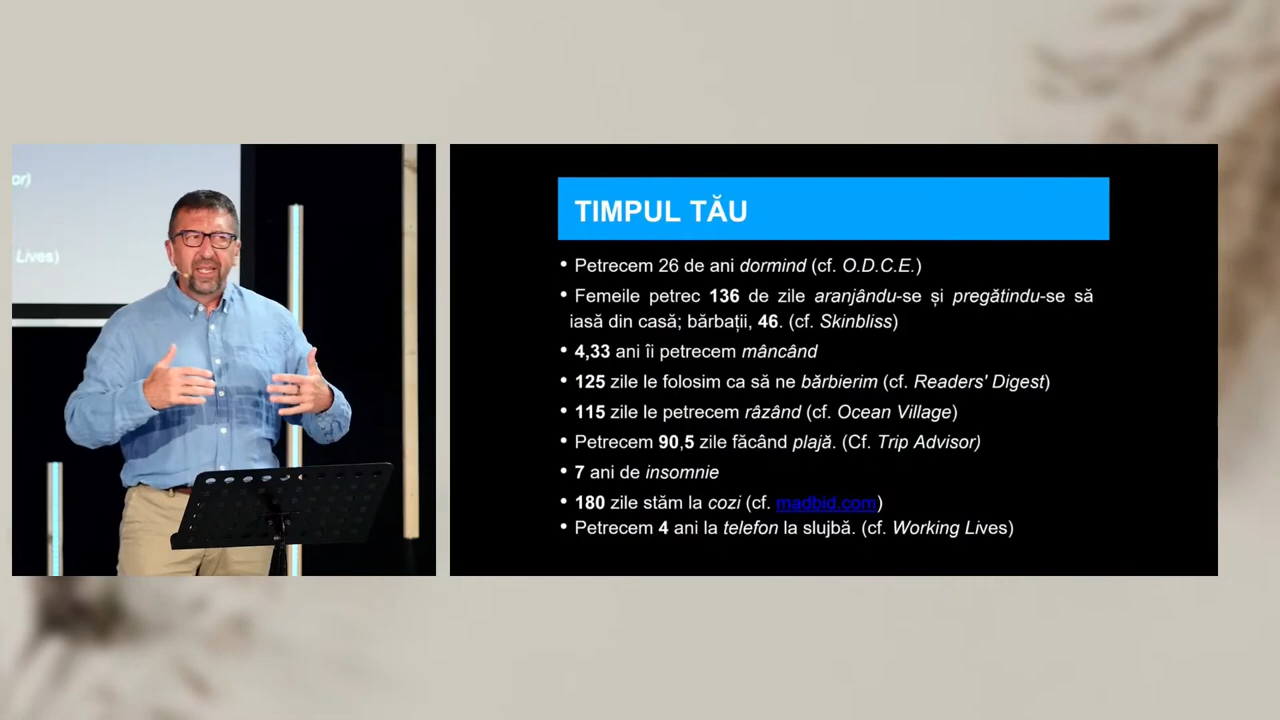 or)
Lives)
TIMPUL TĂU
• Petrecem 26 de ani dormind (cf. O.D.C.E.)
• Femeile petrec 136 de zile aranjându-se și pregătindu-se să
iasă din casă; bărbații, 46. (cf. Skinbliss)
• 4,33 ani îi petrecem mâncând
• 125 zile le folosim ca să ne bărbierim (cf. Readers' Digest)
• 115 zile le petrecem râzând (cf. Ocean Village)
• Petrecem 90,5 zile făcând plajă. (Cf. Trip Advisor)
• 7 ani de insomnie
• 180 zile stăm la cozi (cf. madbid.com)
• Petrecem 4 ani la telefon la slujbă. (cf. Working Lives)